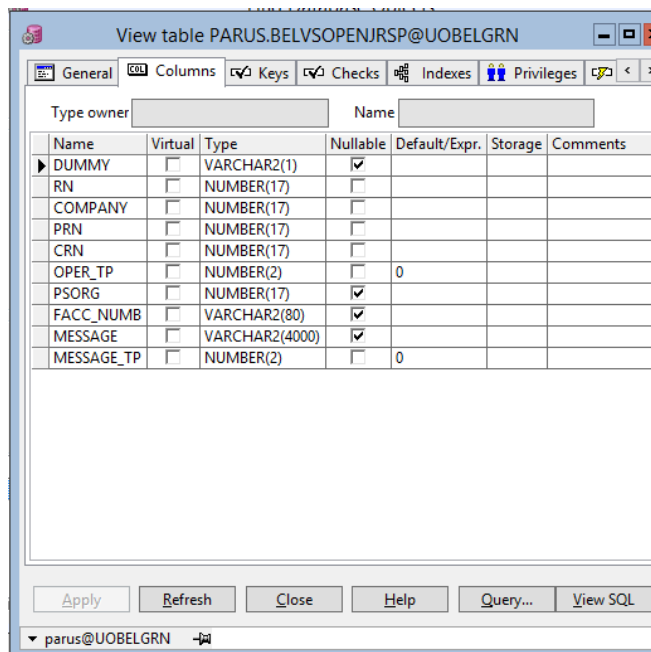 View table PARUS.BELVSOPENJRSP@UOBELGRN
General Columns Keys Checks Indexes Privileges
Type owner Name
Name Virtual Type Nullable Default/Expr. Storage Comments
DUMMY VARCHAR2(1)
RN NUMBER(17)
COMPANY NUMBER(17)
PRN NUMBER(17)
CRN NUMBER(17)
OPER_TP NUMBER(2) 0
PSORG NUMBER(17)
FACC_NUMB VARCHAR2(80)
MESSAGE VARCHAR2(4000)
MESSAGE_TP NUMBER(2) 0
Apply Refresh Close Help Query... View SQL
parus@UOBELGRN